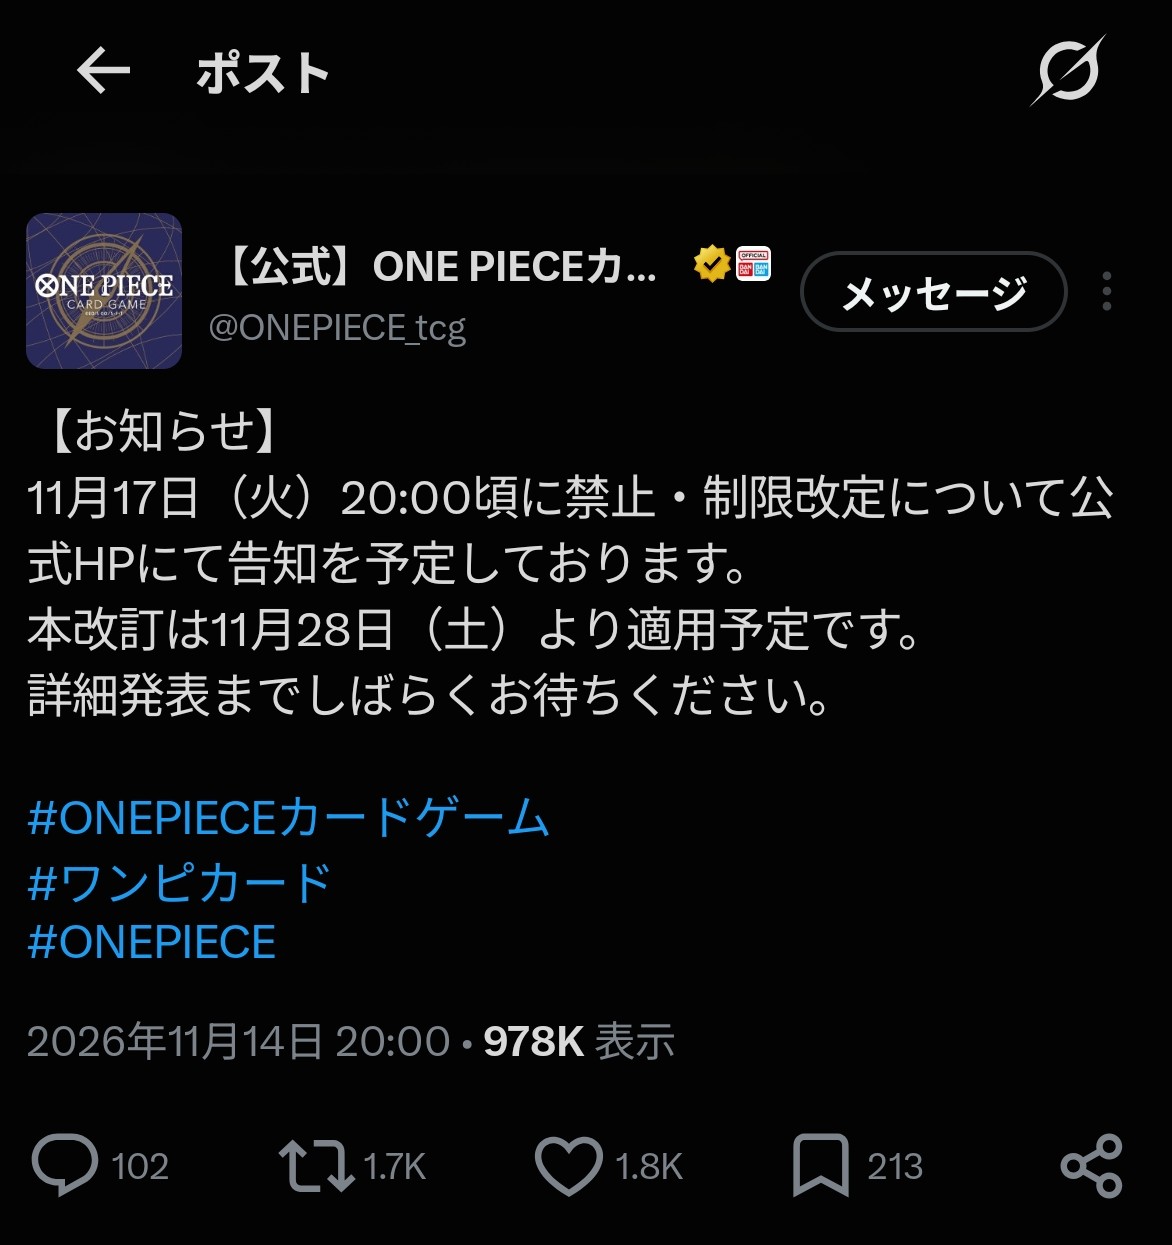 ポスト
ONE PIECE
CARD GAME
【公式】ONE PIECEカ...
OFFICIAL
BAN
DAI
BAN
DAI
メッセージ
@ONEPIECE_tcg
【お知らせ】
11月17日（火）20:00頃に禁止・制限改定について公
式HPにて告知を予定しております。
本改訂は11月28日（土）より適用予定です。
詳細発表までしばらくお待ちください。
#ONEPIECEカードゲーム
#ワンピカード
#ONEPIECE
2026年11月14日 20:00・978K 表示
102
1.7K
1.8K
213